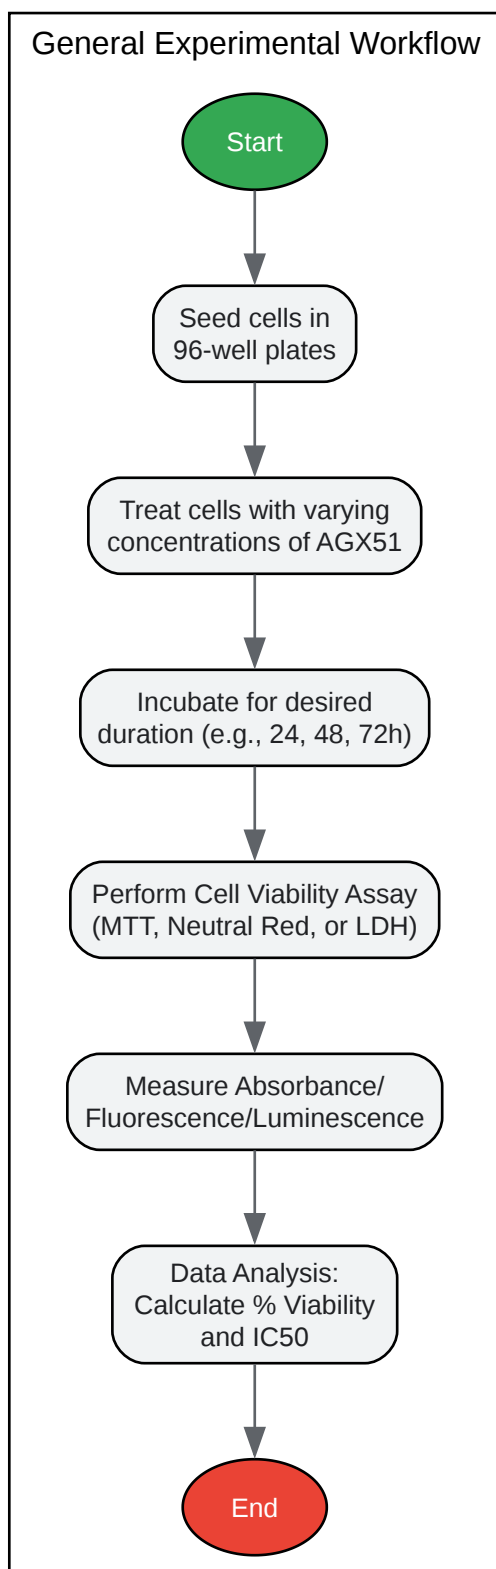 General Experimental Workflow
Start
Seed cells in
96-well plates
Treat cells with varying
concentrations of AGX51
Incubate for desired
duration (e.g., 24, 48, 72h)
Perform Cell Viability Assay
(MTT, Neutral Red, or LDH)
Measure Absorbance/
Fluorescence/Luminescence
Data Analysis:
Calculate % Viability
and IC50
End